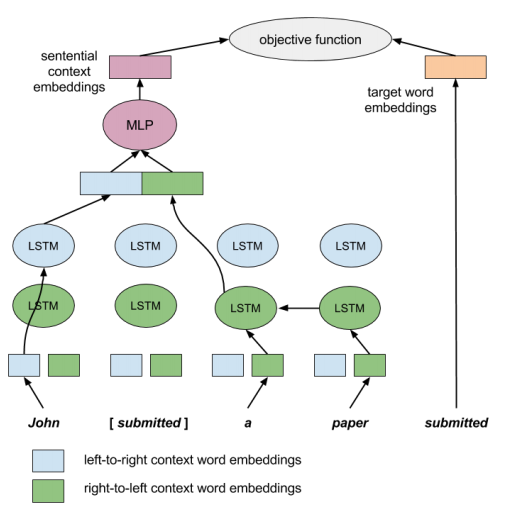 objective function
sentential
context
embeddings
target word
embeddings
MLP
LSTM LSTM LSTM LSTM
LSTM LSTM LSTM LSTM
John [ submitted ] a paper submitted
left-to-right context word embeddings
right-to-left context word embeddings